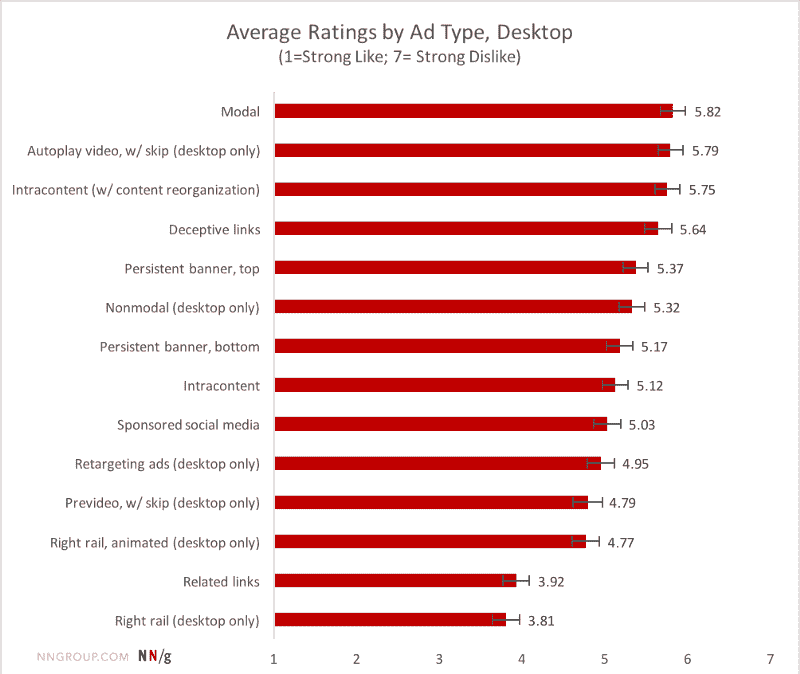 Average Ratings by Ad Type, Desktop
(1=Strong Like; 7= Strong Dislike)
Modal 5.82
Autoplay video, w/ skip (desktop only) 5.79
Intracontent (w/ content reorganization) 5.75
Deceptive links 5.64
Persistent banner, top 5.37
Nonmodal (desktop only) 5.32
Persistent banner, bottom 5.17
Intracontent 5.12
Sponsored social media 5.03
Retargeting ads (desktop only) 4.95
Prevideo, w/ skip (desktop only) 4.79
Right rail, animated (desktop only) 4.77
Related links 3.92
Right rail (desktop only) 3.81
NNGROUP.COM NN/g 1 2 3 4 5 6 7